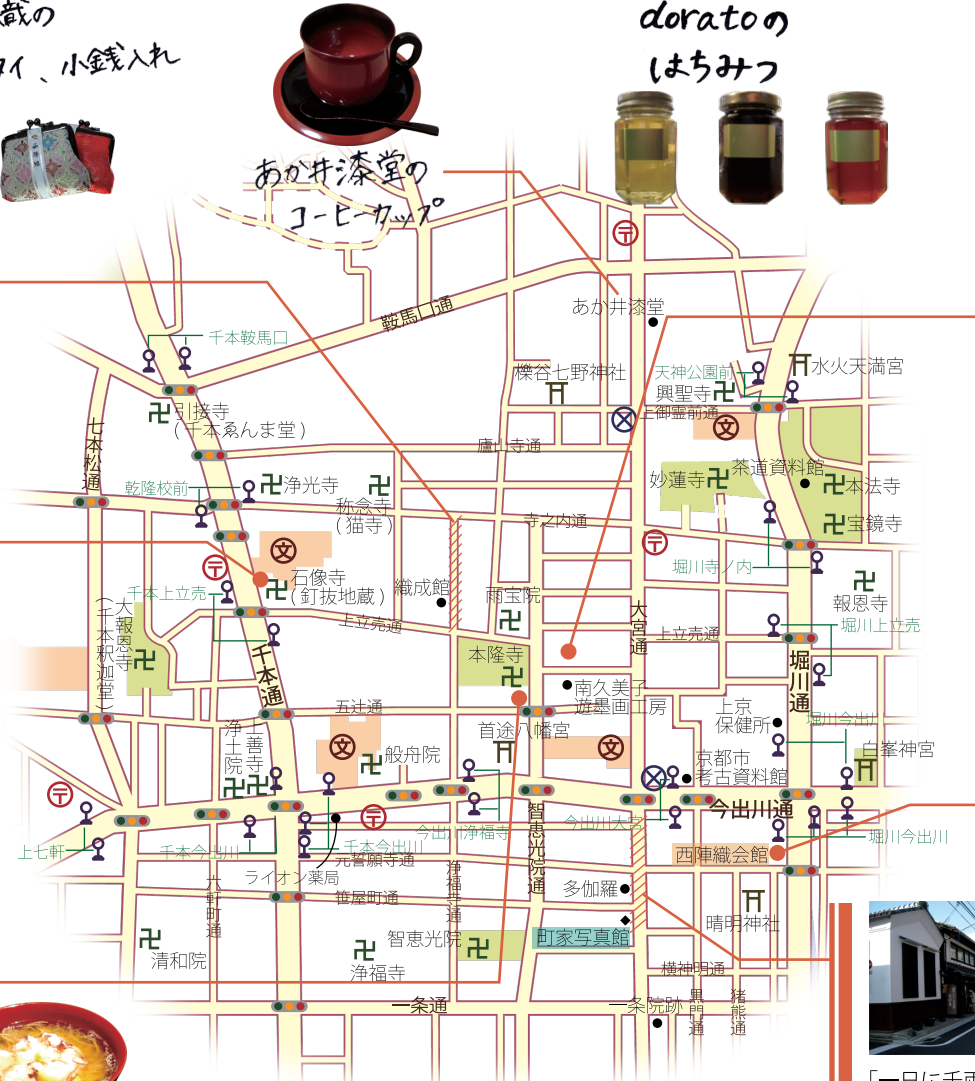 タイ、小銭入れ
doratoの
はちみつ
あか井漆堂の
コーヒーカップ
〒
あか井漆堂
鞍馬口通
千本鞍馬口
櫟谷七野神社
天神公園前
水火天満宮
興聖寺
上御霊前通
文
引接寺
(千本ゑんま堂)
七本松通
廬山寺通
妙蓮寺
茶道資料館
本法寺
乾隆校前
浄光寺
称念寺
(猫寺)
寺之内通
宝鏡寺
文
〒
〒
堀川寺ノ内
石像寺
(釘抜地蔵)
千本上立売
織成館
雨宝院
報恩寺
大報恩寺
(千本釈迦堂)
上立売通
大宮通
上立売通
堀川上立売
千本通
本隆寺
堀川通
南久美子
遊墨画工房
五辻通
上京
保健所
堀川今出川
浄土院
上善寺
文
般舟院
首途八幡宮
文
京都市
考古資料館
白峯神宮
〒
〒
今出川通
上七軒
千本今出川
千本今出川
今出川浄福寺
智恵光院通
今出川大宮
堀川今出川
元誓願寺通
西陣織会館
ライオン薬局
六軒町通
笹屋町通
浄福寺通
多伽羅
晴明神社
清和院
浄福寺
智恵光院
町家写真館
横神明通
一条通
一条院跡
黒門通
猪熊通